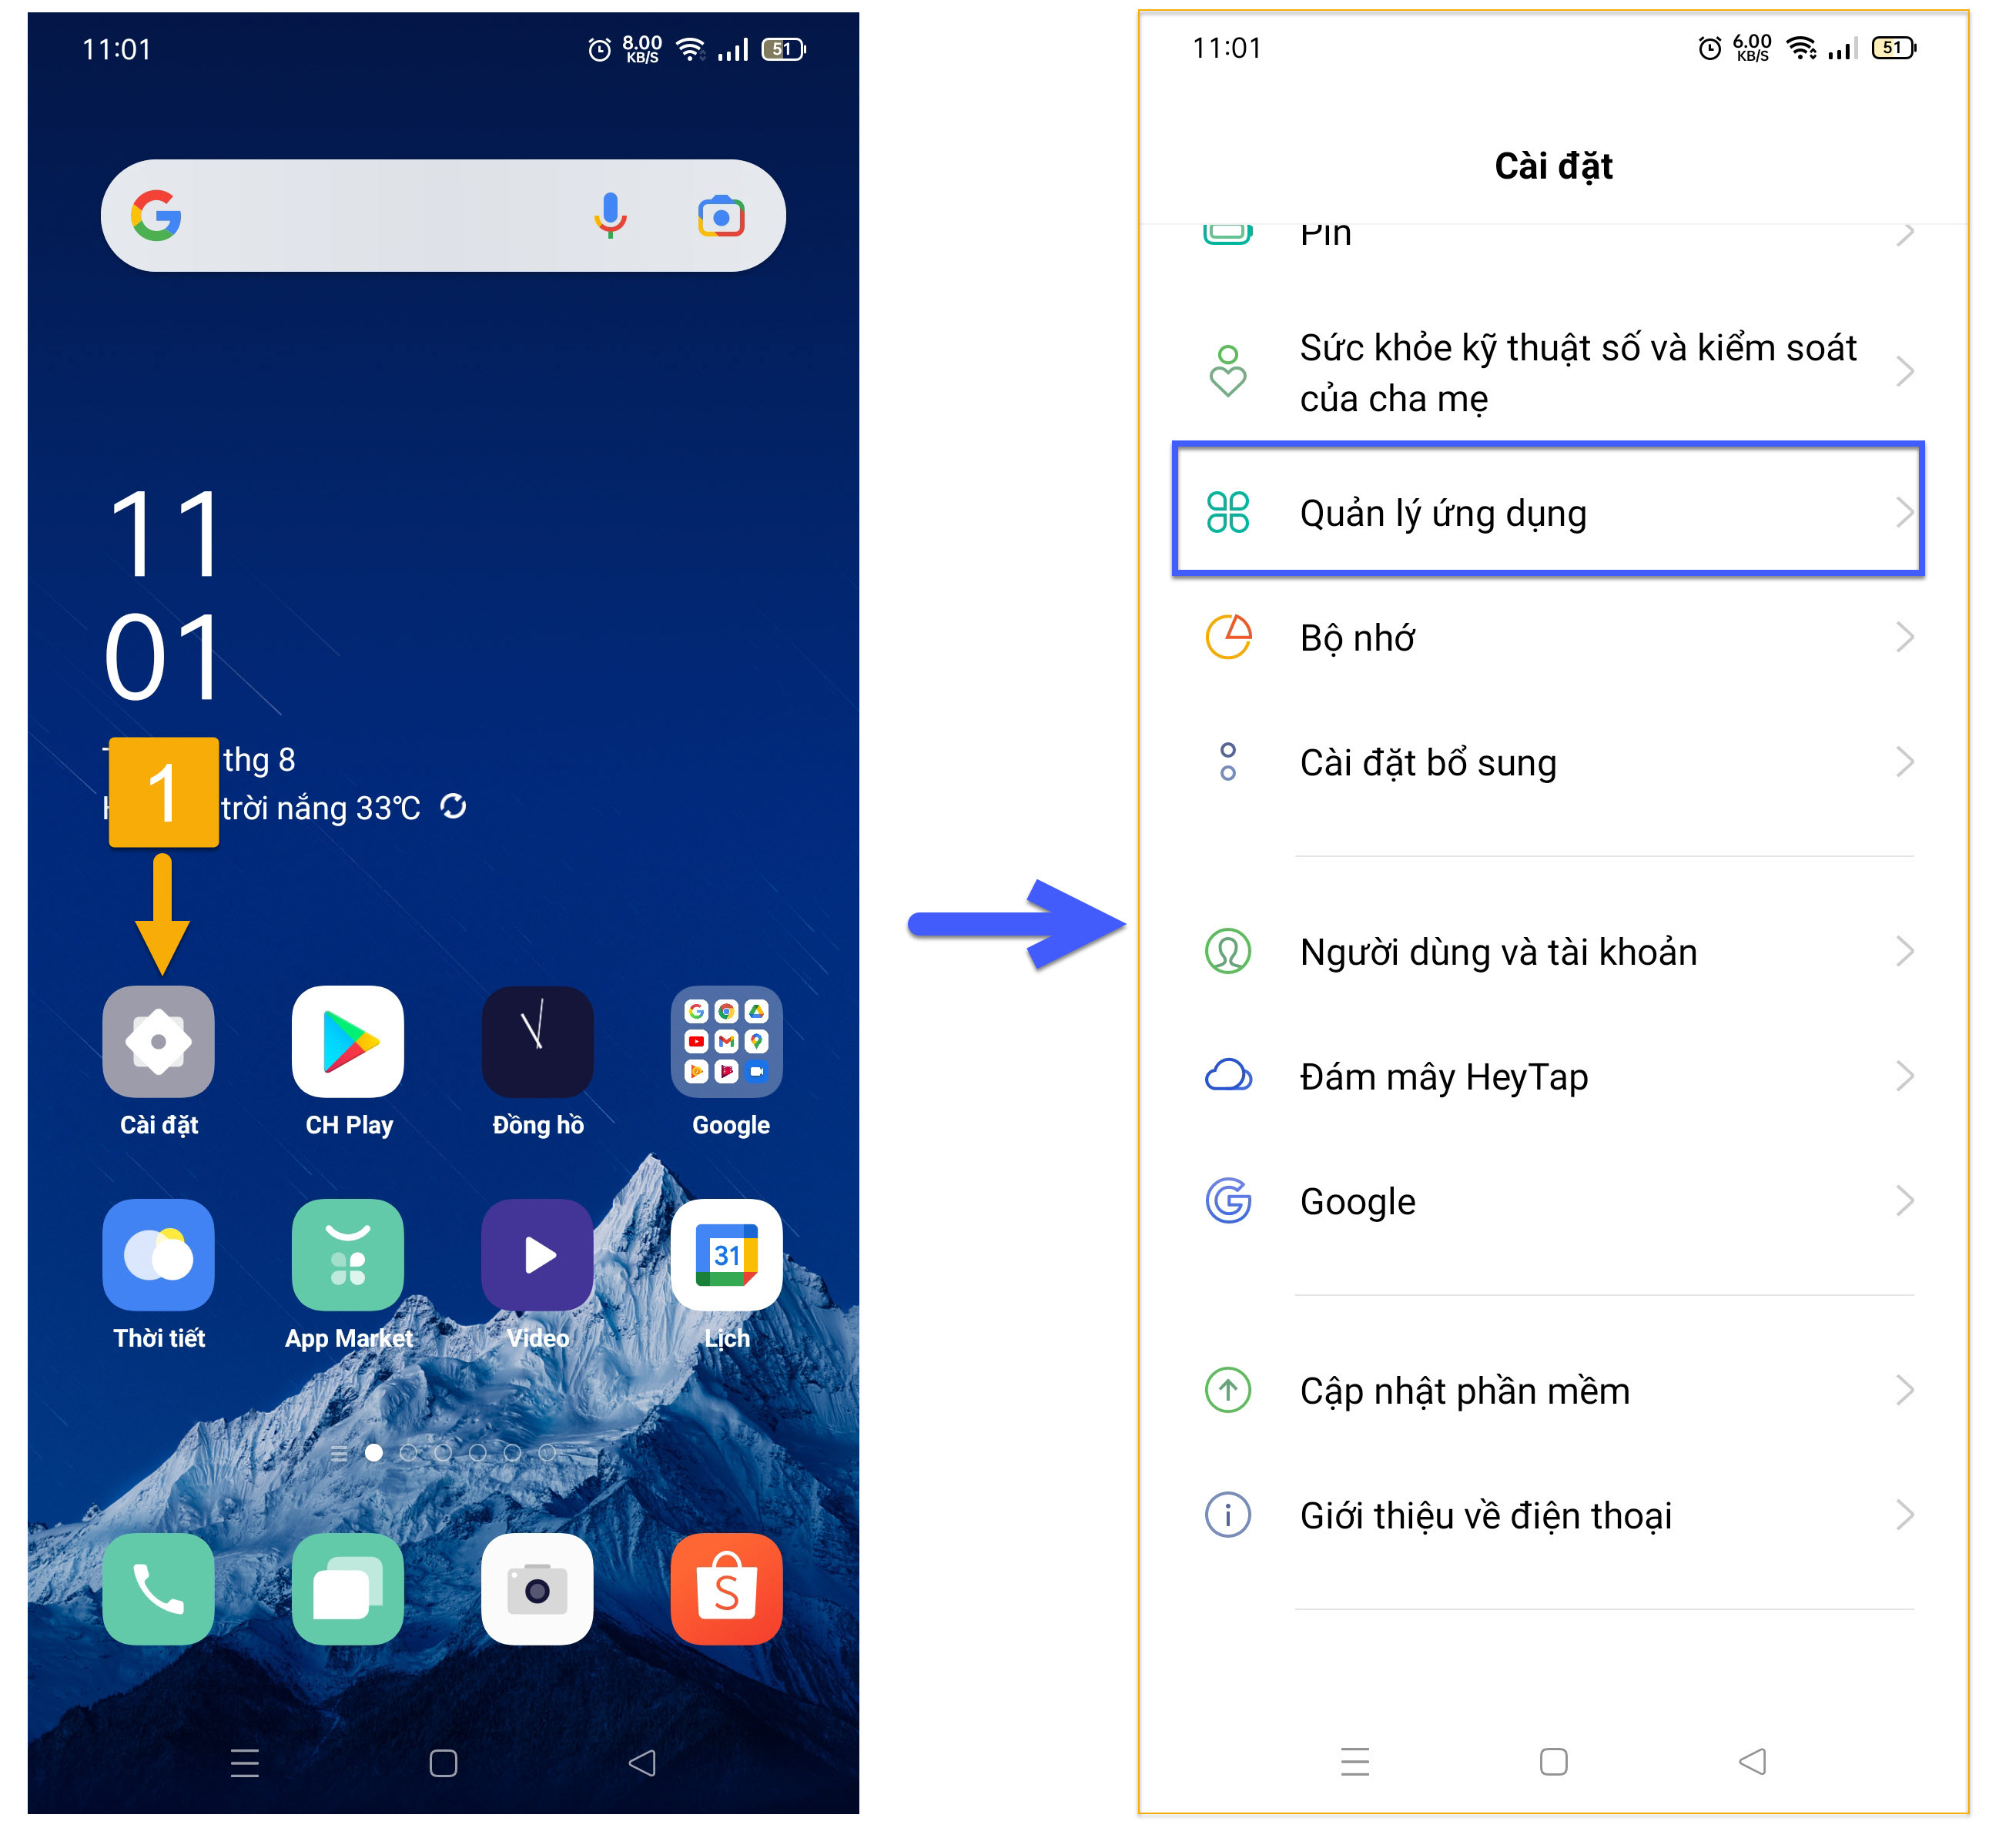 11:01
8.00
KB/S
51
11
01
thg 8
1
trời nắng 33℃
Cài đặt
CH Play
Đồng hồ
Google
31
Thời tiết
App Market
Video
Lịch
S
11:01
6.00
KB/S
51
Cài đặt
Pin
Sức khỏe kỹ thuật số và kiểm soát
của cha mẹ
Quản lý ứng dụng
Bộ nhớ
Cài đặt bổ sung
Người dùng và tài khoản
Đám mây HeyTap
Google
Cập nhật phần mềm
Giới thiệu về điện thoại